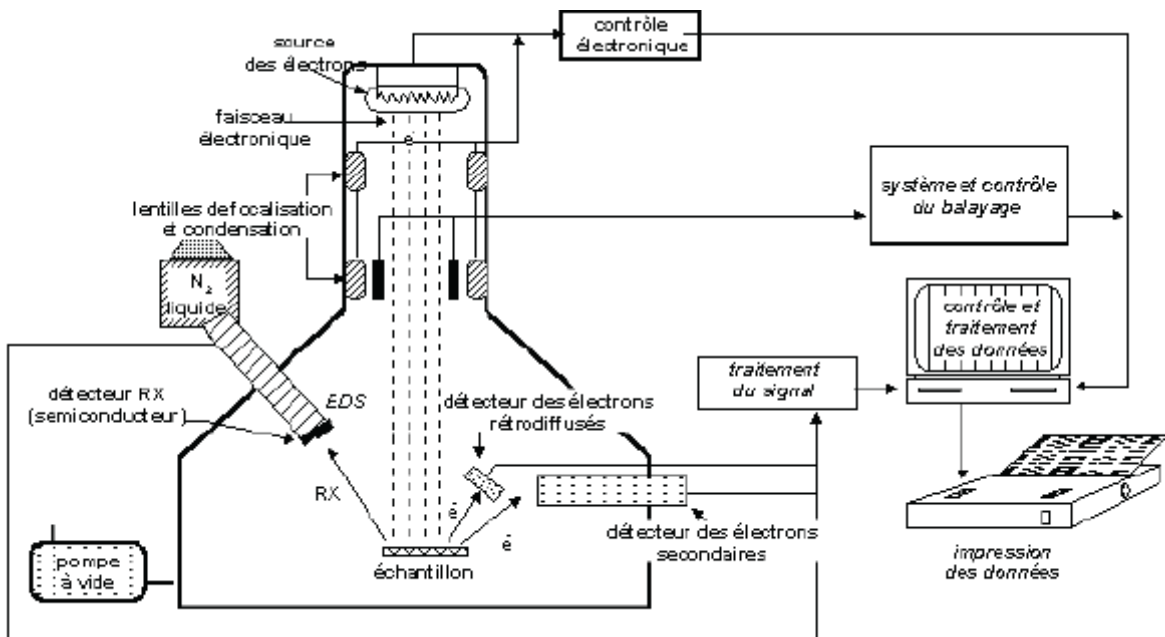 contrôle
électronique
source
des électrons
faisceau
électronique
e
lentilles de focalisation
et condensation
système et contrôle
du balayage
N2
liquide
contrôle et
traitement
des données
traitement
du signal
détecteur RX
(semiconducteur)
EDS
détecteur des électrons
rétrodiffusés
RX
é
é
détecteur des électrons
secondaires
échantillon
pompe
à vide
impression
des données